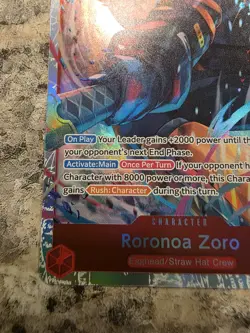 On Play Your Leader gains +2000 power until th
your opponent's next End Phase.
Activate:Main Once Per Turn If your opponent h
Character with 8000 power or more, this Chara
gains Rush:Character during this turn.
CHARACTER
Roronoa Zoro
Egghead/Straw Hat Crew